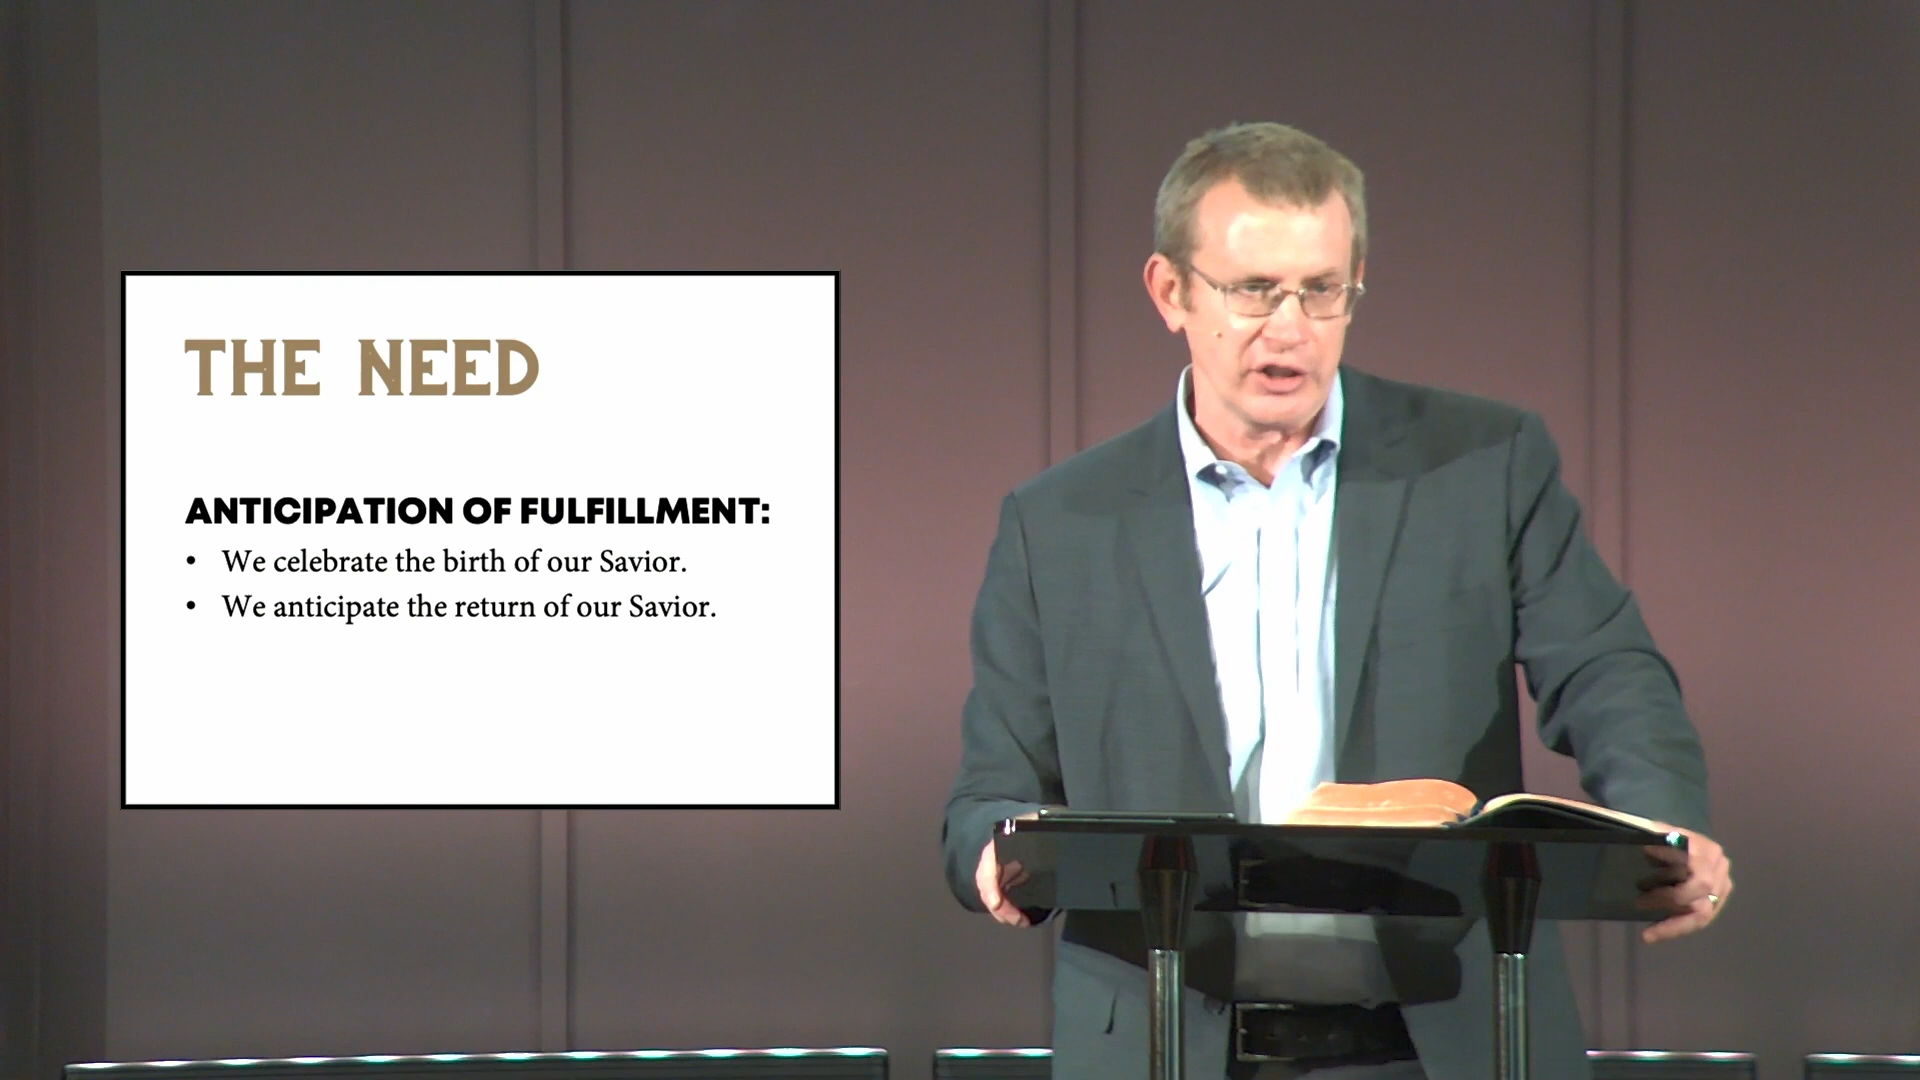 THE NEED
ANTICIPATION OF FULFILLMENT:
• We celebrate the birth of our Savior.
• We anticipate the return of our Savior.